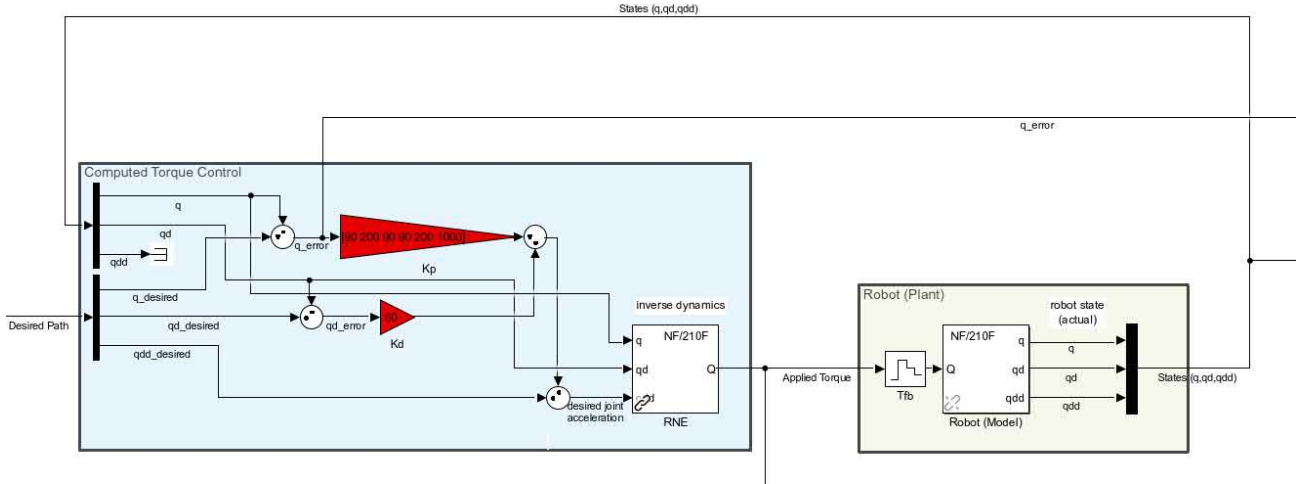 States (q,qd,qdd)
q_error
Computed Torque Control
q
qd
qdd
q_error
[90 200 90 90 200 1000]
Kp
q_desired
Desired Path
qd_desired
qd_error
60
Kd
qdd_desired
inverse dynamics
NF/210F
q
qd
Q
desired joint
acceleration
RNE
Applied Torque
Robot (Plant)
robot state
(actual)
Tfb
NF/210F
Q
q
qd
qdd
Robot (Model)
q
qd
qdd
States (q,qd,qdd)